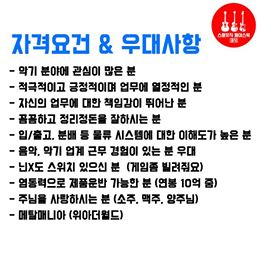 자격요건 & 우대사항
- 악기 분야에 관심이 많은 분
- 적극적이고 긍정적이며 업무에 열정적인 분
- 자신의 업무에 대한 책임감이 뛰어난 분
- 꼼꼼하고 정리정돈을 잘하시는 분
- 입/출고, 분배 등 물류 시스템에 대한 이해도가 높은 분
- 음악, 악기 업계 근무 경험이 있는 분 우대
- 닌X도 스위치 있으신 분 (게임좀 빌려줘요)
- 염동력으로 제품운반 가능한 분 (연봉 10억 줌)
- 주님을 사랑하시는 분 (소주, 맥주, 양주님)
- 메탈매니아 (위아더월드)